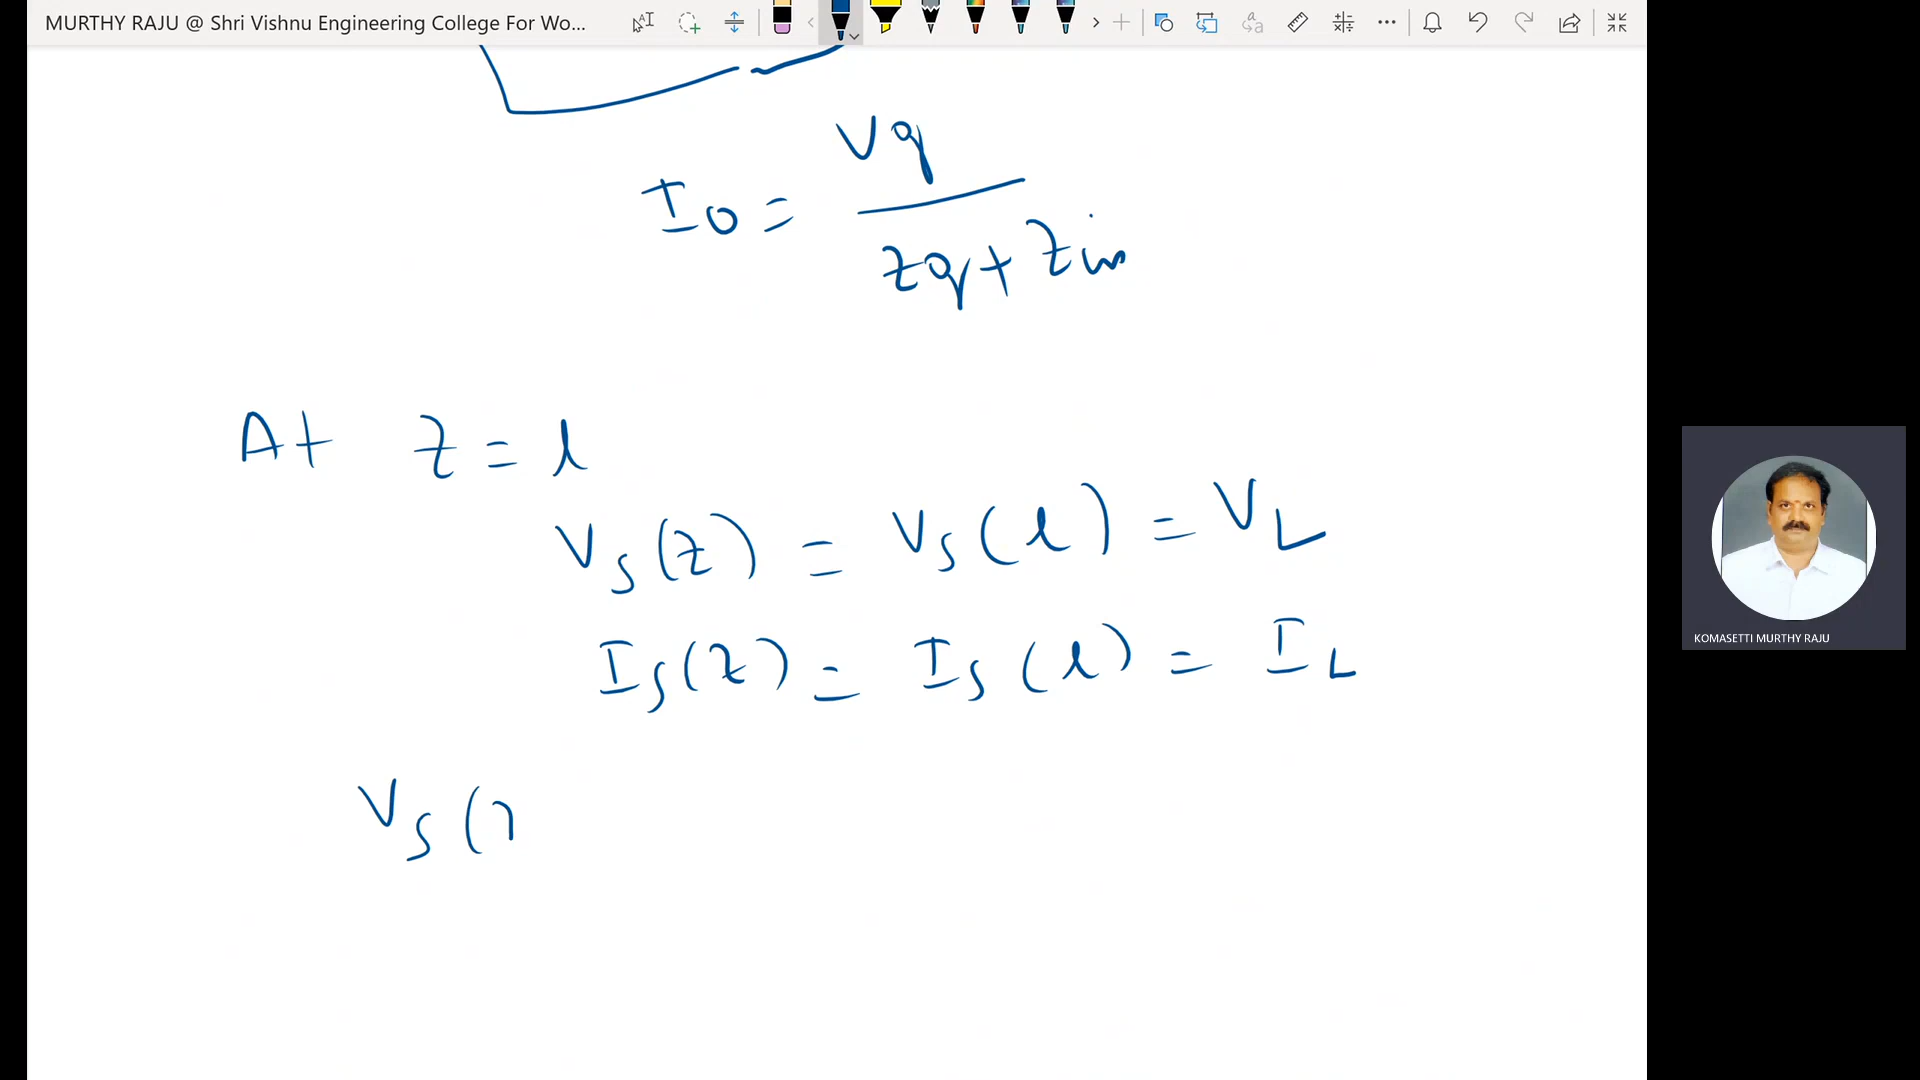 MURTHY RAJU @ Shri Vishnu Engineering College For Wo...
I0 = Vg / Zg + Zin
At z = l
Vs(z) = Vs(l) = VL
Is(z) = Is(l) = IL
Vs(z
KOMASETTI MURTHY RAJU